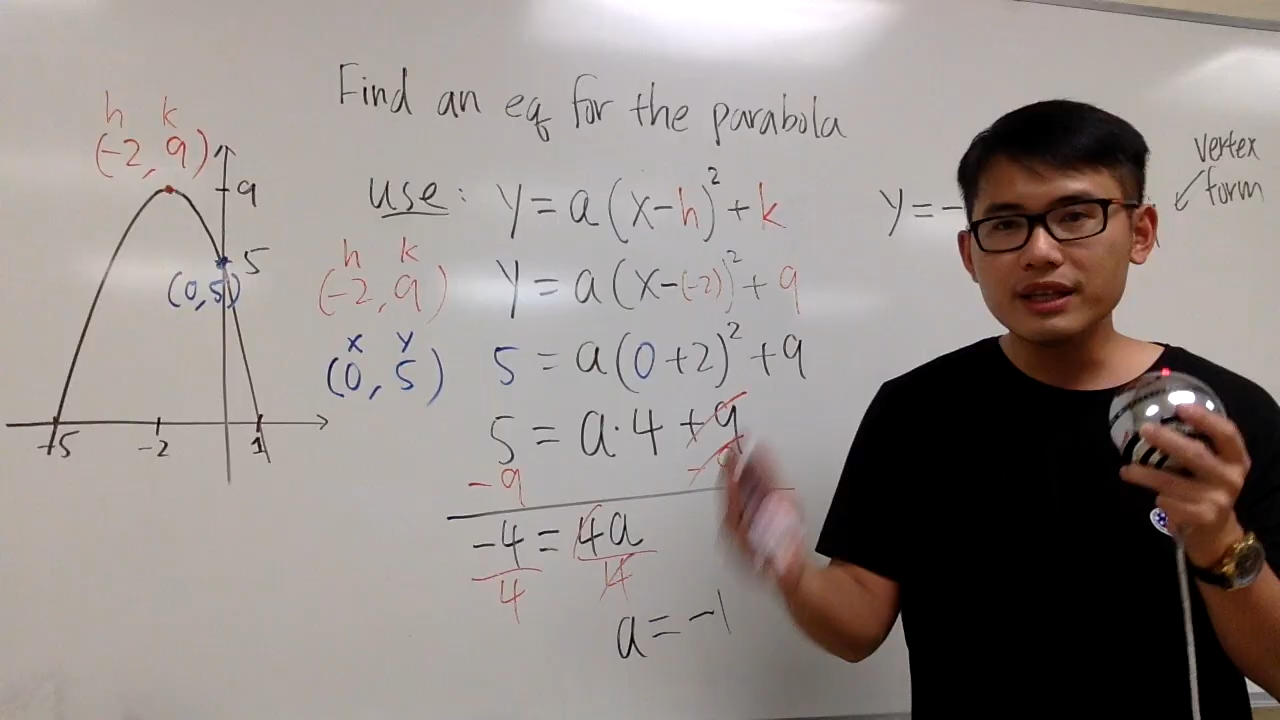 Find an eq for the parabola
h k
(-2, 9)
9
5
(0,5)
-5 -2 1
use: y = a(x-h)² + k
h k
(-2, 9) y = a(x-(-2))² + 9
x y
(0, 5) 5 = a(0+2)² + 9
5 = a·4 + 9
-9 -9
-4 = 4a
4 4
a = -1
y = -
vertex
form